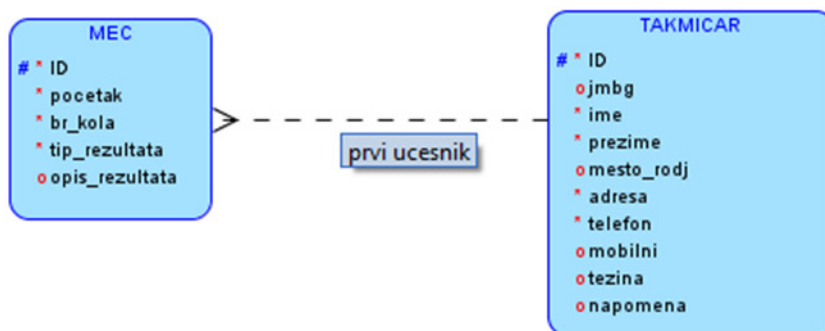 MEC
# * ID
* pocetak
* br_kola
* tip_rezultata
o opis_rezultata
prvi ucesnik
TAKMICAR
# * ID
o jmbg
* ime
* prezime
o mesto_rodj
* adresa
* telefon
o mobilni
o tezina
o napomena